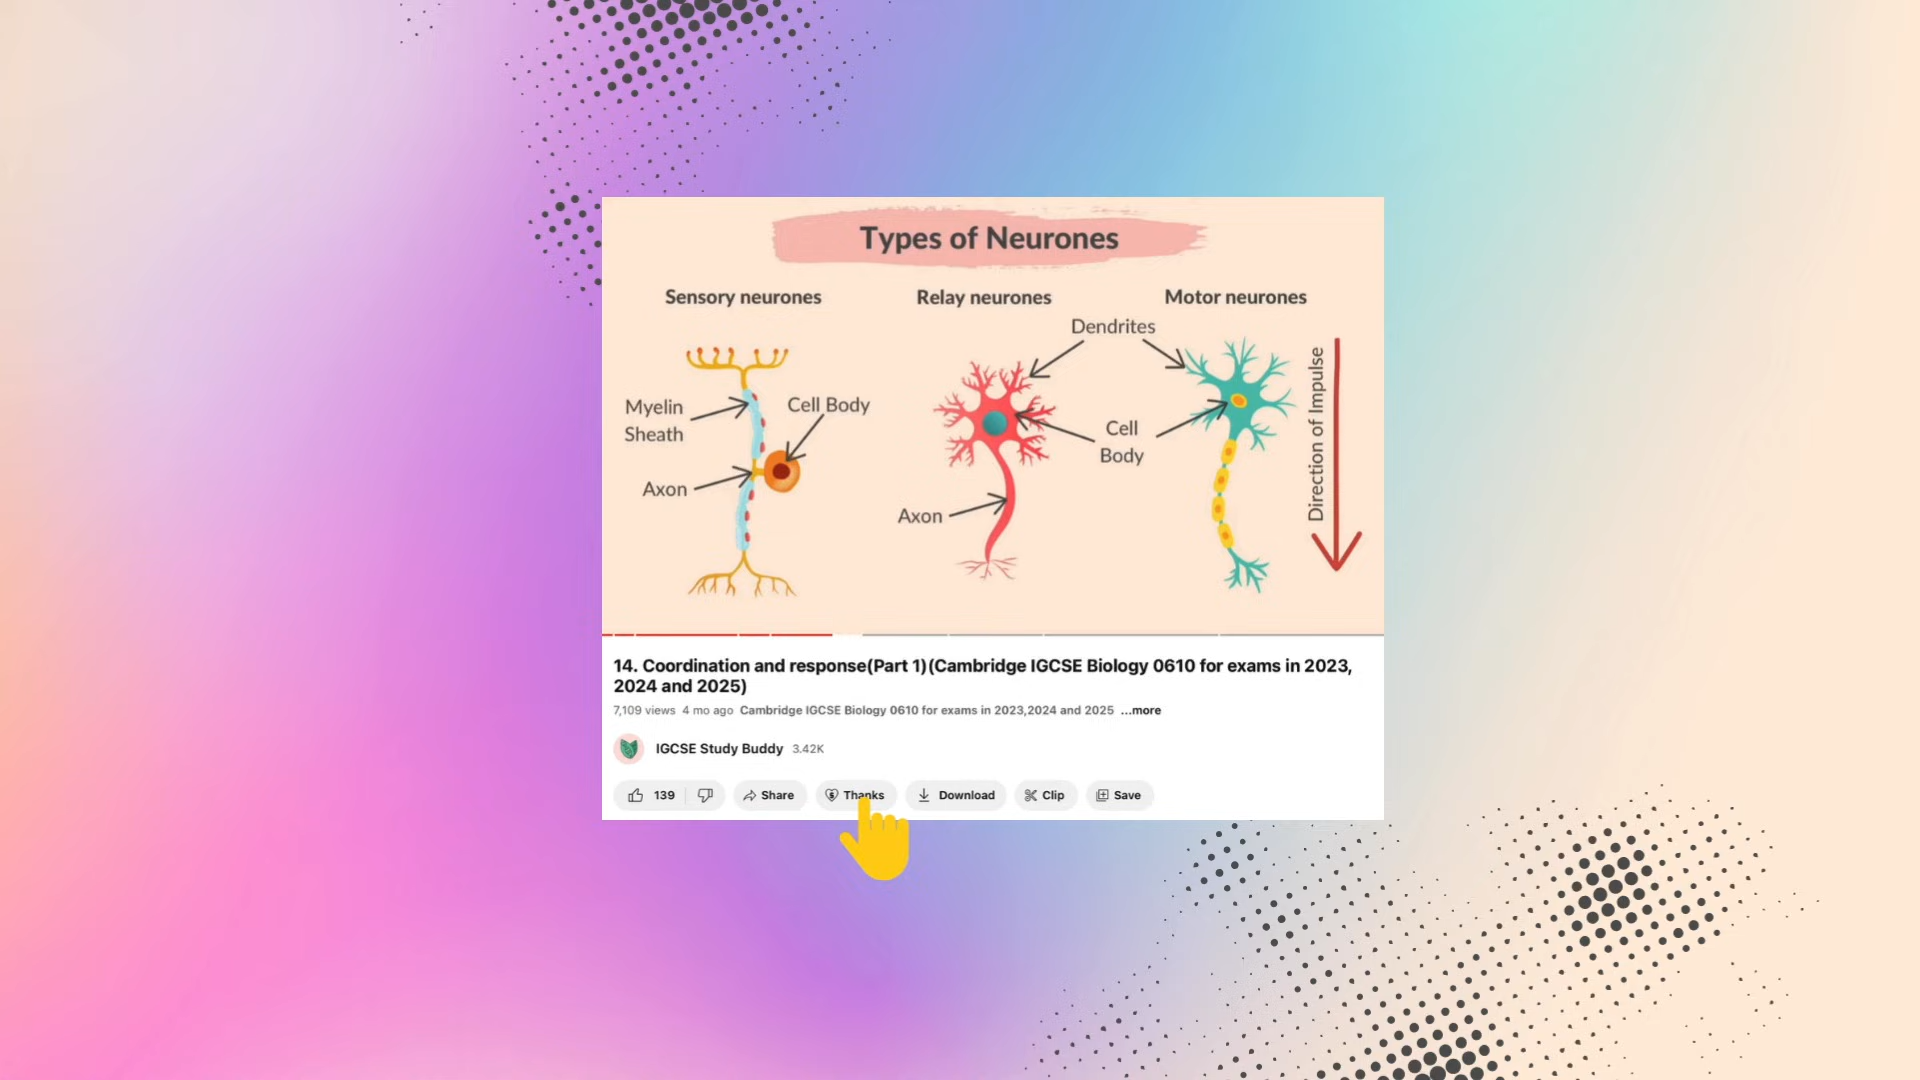 Types of Neurones
Sensory neurones
Relay neurones
Motor neurones
Dendrites
Myelin
Sheath
Cell Body
Cell
Body
Axon
Axon
Direction of Impulse
14. Coordination and response(Part 1)(Cambridge IGCSE Biology 0610 for exams in 2023,
2024 and 2025)
7,109 views 4 mo ago Cambridge IGCSE Biology 0610 for exams in 2023,2024 and 2025 ...more
IGCSE Study Buddy 3.42K
139 Share Thanks Download Clip Save